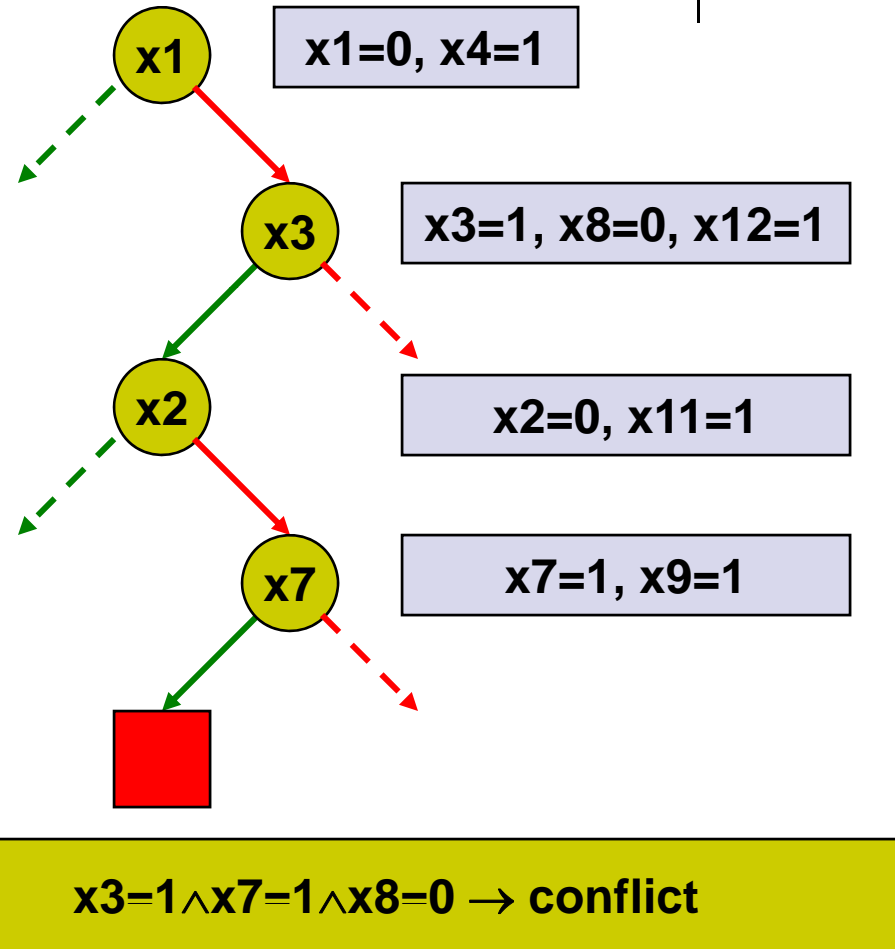 x1
x1=0, x4=1
x3
x3=1, x8=0, x12=1
x2
x2=0, x11=1
x7
x7=1, x9=1
x3=1∧x7=1∧x8=0 → conflict